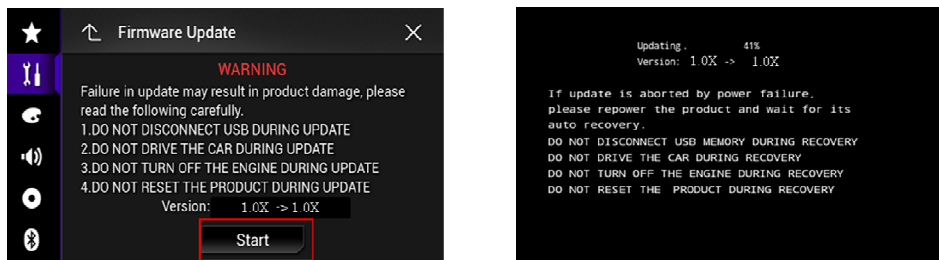 Firmware Update
WARNING
Failure in update may result in product damage, please
read the following carefully.
1.DO NOT DISCONNECT USB DURING UPDATE
2.DO NOT DRIVE THE CAR DURING UPDATE
3.DO NOT TURN OFF THE ENGINE DURING UPDATE
4.DO NOT RESET THE PRODUCT DURING UPDATE
Version: 1.0X -> 1.0X
Start
Updating. 41%
Version: 1.0X -> 1.0X
If update is aborted by power failure,
please repower the product and wait for its
auto recovery.
DO NOT DISCONNECT USB MEMORY DURING RECOVERY
DO NOT DRIVE THE CAR DURING RECOVERY
DO NOT TURN OFF THE ENGINE DURING RECOVERY
DO NOT RESET THE PRODUCT DURING RECOVERY